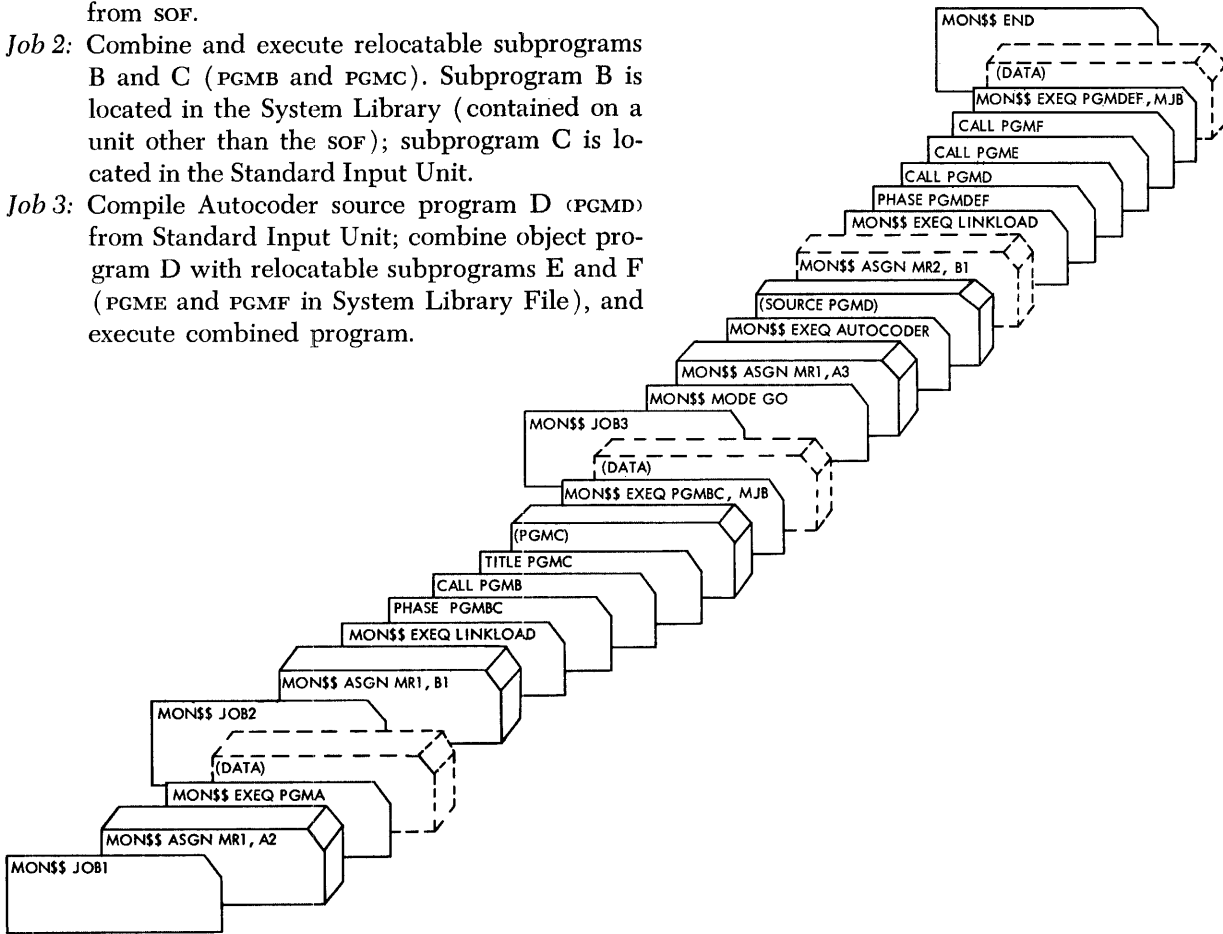 from SOF.
Job 2: Combine and execute relocatable subprograms
B and C (PGMB and PGMC). Subprogram B is
located in the System Library (contained on a
unit other than the SOF); subprogram C is lo-
cated in the Standard Input Unit.
Job 3: Compile Autocoder source program D (PGMD)
from Standard Input Unit; combine object pro-
gram D with relocatable subprograms E and F
(PGME and PGMF in System Library File), and
execute combined program.
MON$$ END
(DATA)
MON$$ EXEQ PGMDEF, MJB
CALL PGMF
CALL PGME
CALL PGMD
PHASE PGMDEF
MON$$ EXEQ LINKLOAD
MON$$ ASGN MR2, B1
(SOURCE PGMD)
MON$$ EXEQ AUTOCODER
MON$$ ASGN MR1, A3
MON$$ MODE GO
MON$$ JOB3
(DATA)
MON$$ EXEQ PGMBC, MJB
(PGMC)
TITLE PGMC
CALL PGMB
PHASE PGMBC
MON$$ EXEQ LINKLOAD
MON$$ ASGN MR1, B1
MON$$ JOB2
(DATA)
MON$$ EXEQ PGMA
MON$$ ASGN MR1, A2
MON$$ JOB1